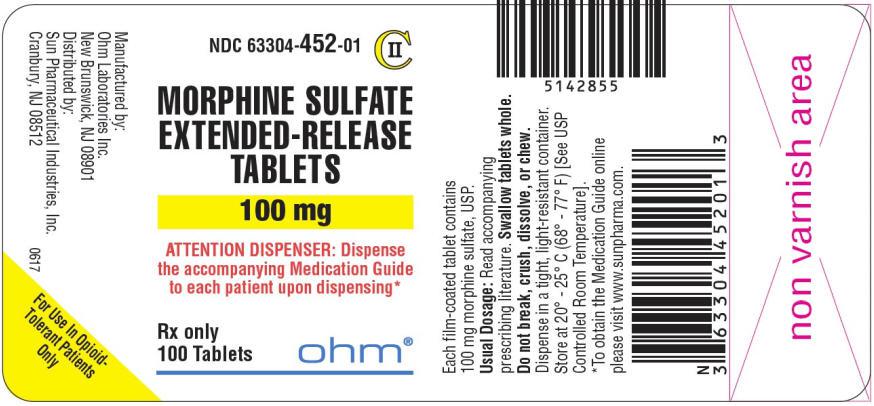 Manufactured by:
Ohm Laboratories Inc.
New Brunswick, NJ 08901
Distributed by:
Sun Pharmaceutical Industries, Inc.
Cranbury, NJ 08512
0617
For Use In Opioid-
Tolerant Patients
Only
NDC 63304-452-01
CII
MORPHINE SULFATE
EXTENDED-RELEASE
TABLETS
100 mg
ATTENTION DISPENSER: Dispense
the accompanying Medication Guide
to each patient upon dispensing*
Rx only
100 Tablets
ohm®
5142855
Each film-coated tablet contains
100 mg morphine sulfate, USP.
Usual Dosage: Read accompanying
prescribing literature. Swallow tablets whole.
Do not break, crush, dissolve, or chew.
Dispense in a tight, light-resistant container.
Store at 20° - 25° C (68° - 77° F) [See USP
Controlled Room Temperature].
*To obtain the Medication Guide online
please visit www.sunpharma.com.
N
3 63304 45201 3
non varnish area